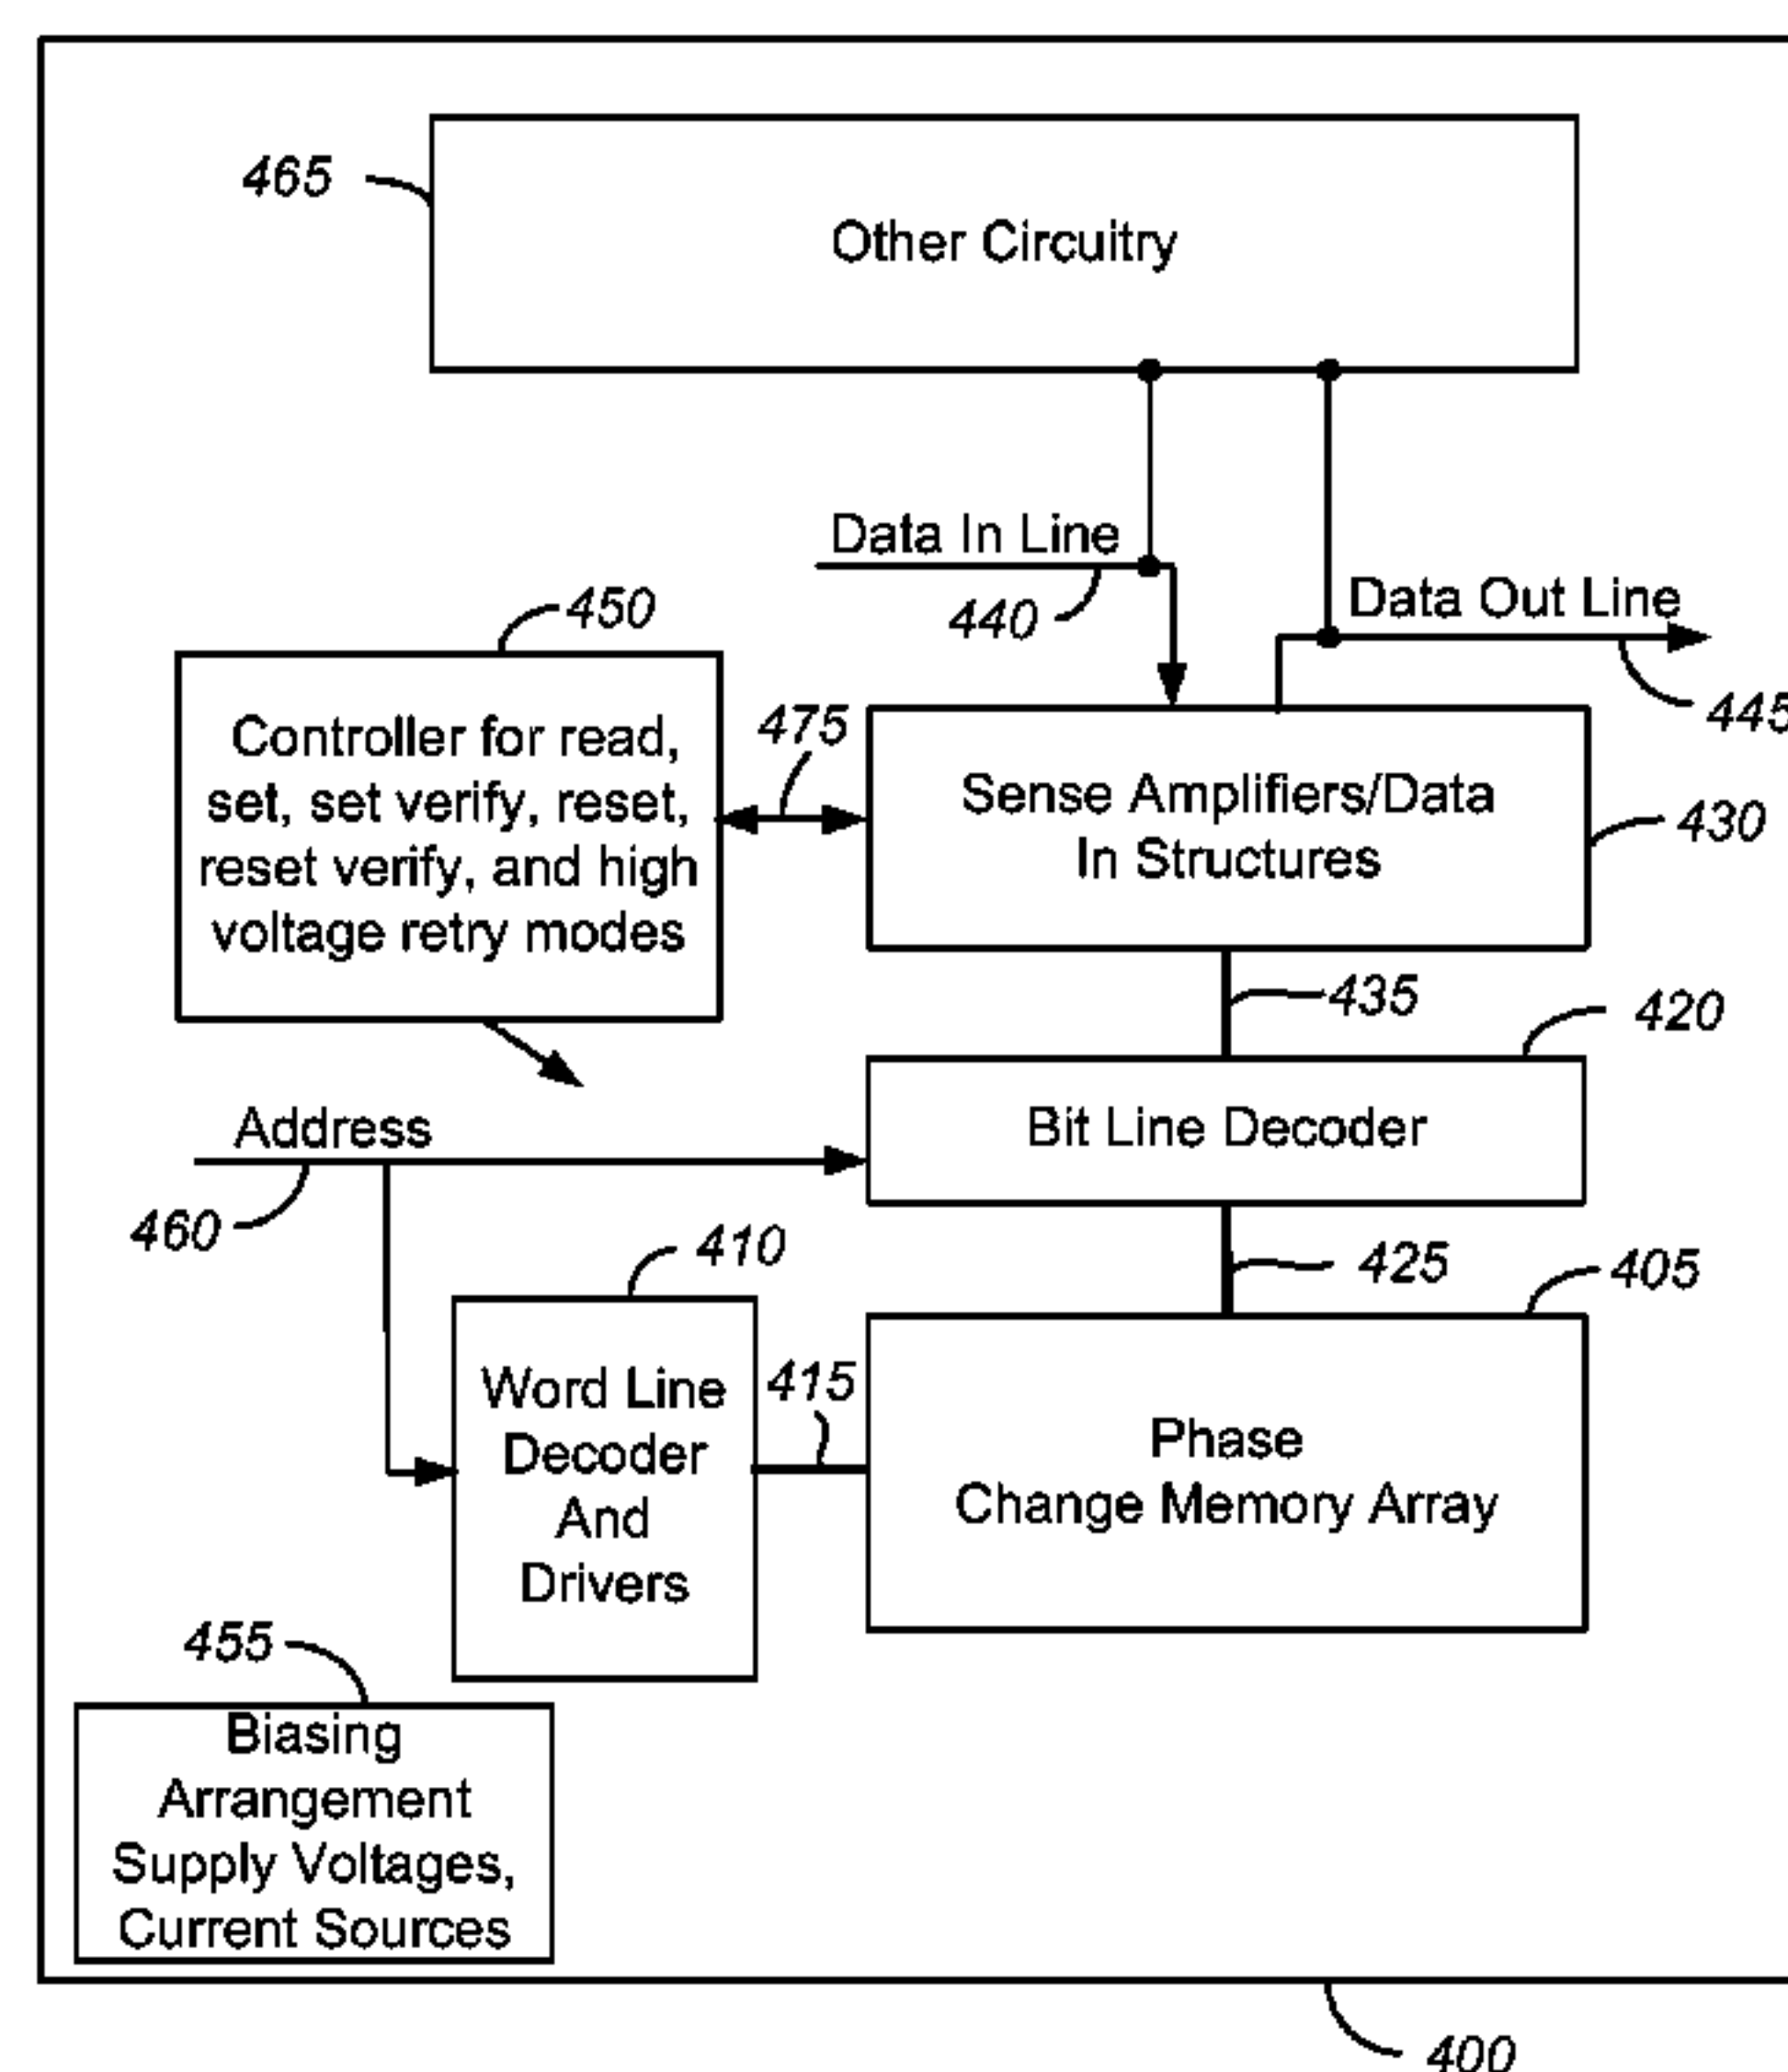 465
Other Circuitry
Data In Line
440
Data Out Line
445
450
Controller for read,
set, set verify, reset,
reset verify, and high
voltage retry modes
475
Sense Amplifiers/Data
In Structures
430
435
420
Address
Bit Line Decoder
460
410
425
405
Word Line
Decoder
And
Drivers
415
Phase
Change Memory Array
455
Biasing
Arrangement
Supply Voltages,
Current Sources
400